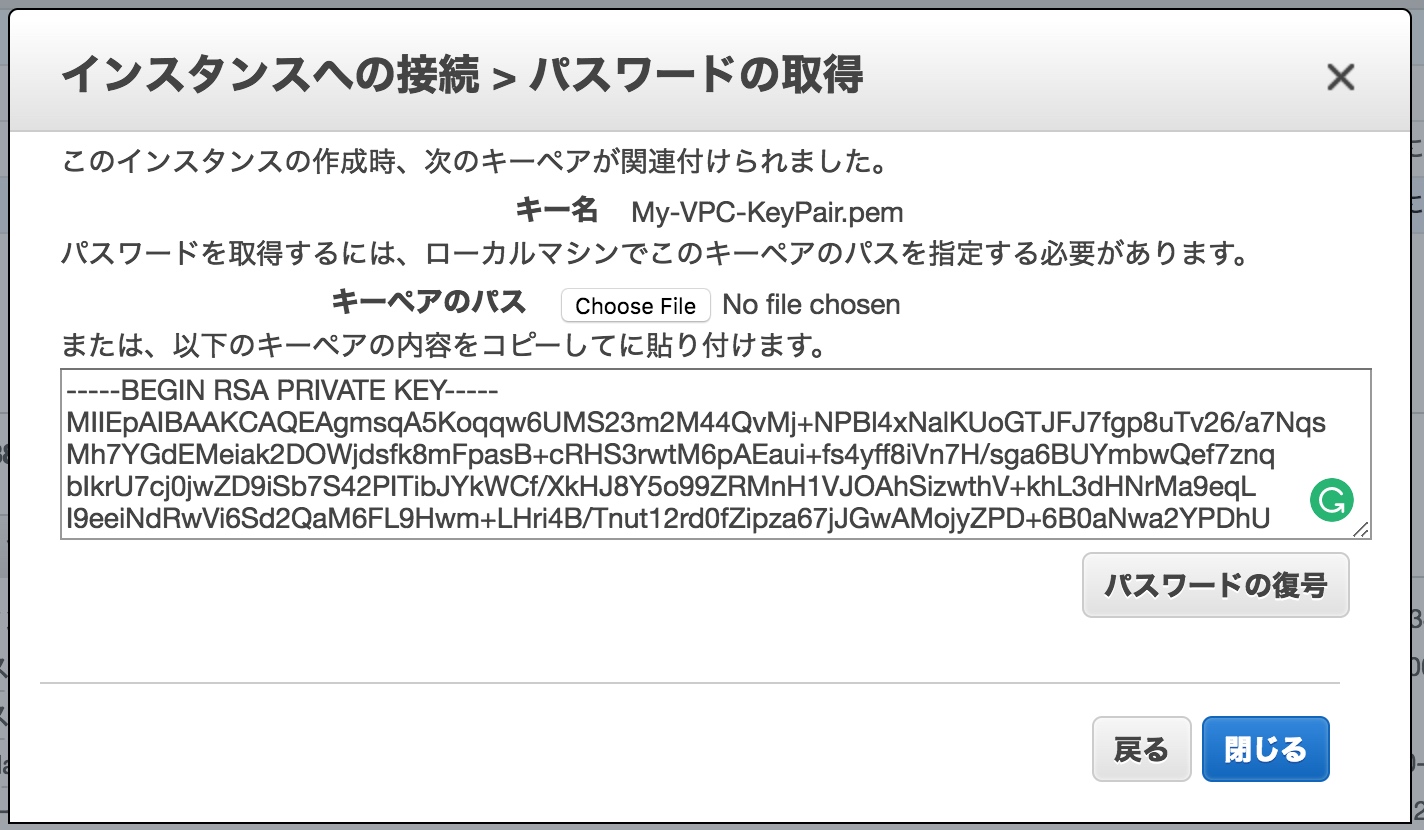 インスタンスへの接続 > パスワードの取得
このインスタンスの作成時、次のキーペアが関連付けられました。
キー名 My-VPC-KeyPair.pem
パスワードを取得するには、ローカルマシンでこのキーペアのパスを指定する必要があります。
キーペアのパス Choose File No file chosen
または、以下のキーペアの内容をコピーしてに貼り付けます。
-----BEGIN RSA PRIVATE KEY-----
MIIEpAIBAAKCAQEAgmsqA5Koqqw6UMS23m2M44QvMj+NPBl4xNalKUoGTJFJ7fgp8uTv26/a7Nqs
Mh7YGdEMeiak2DOWjdsfk8mFpasB+cRHS3rwtM6pAEaui+fs4yff8iVn7H/sga6BUYmbwQef7znq
bIkrU7cj0jwZD9iSb7S42PITibJYkWCf/XkHJ8Y5o99ZRMnH1VJOAhSizwthV+khL3dHNrMa9eqL
l9eeiNdRwVi6Sd2QaM6FL9Hwm+LHri4B/Tnut12rd0fZipza67jJGwAMojyZPD+6B0aNwa2YPDhU
パスワードの復号
戻る 閉じる